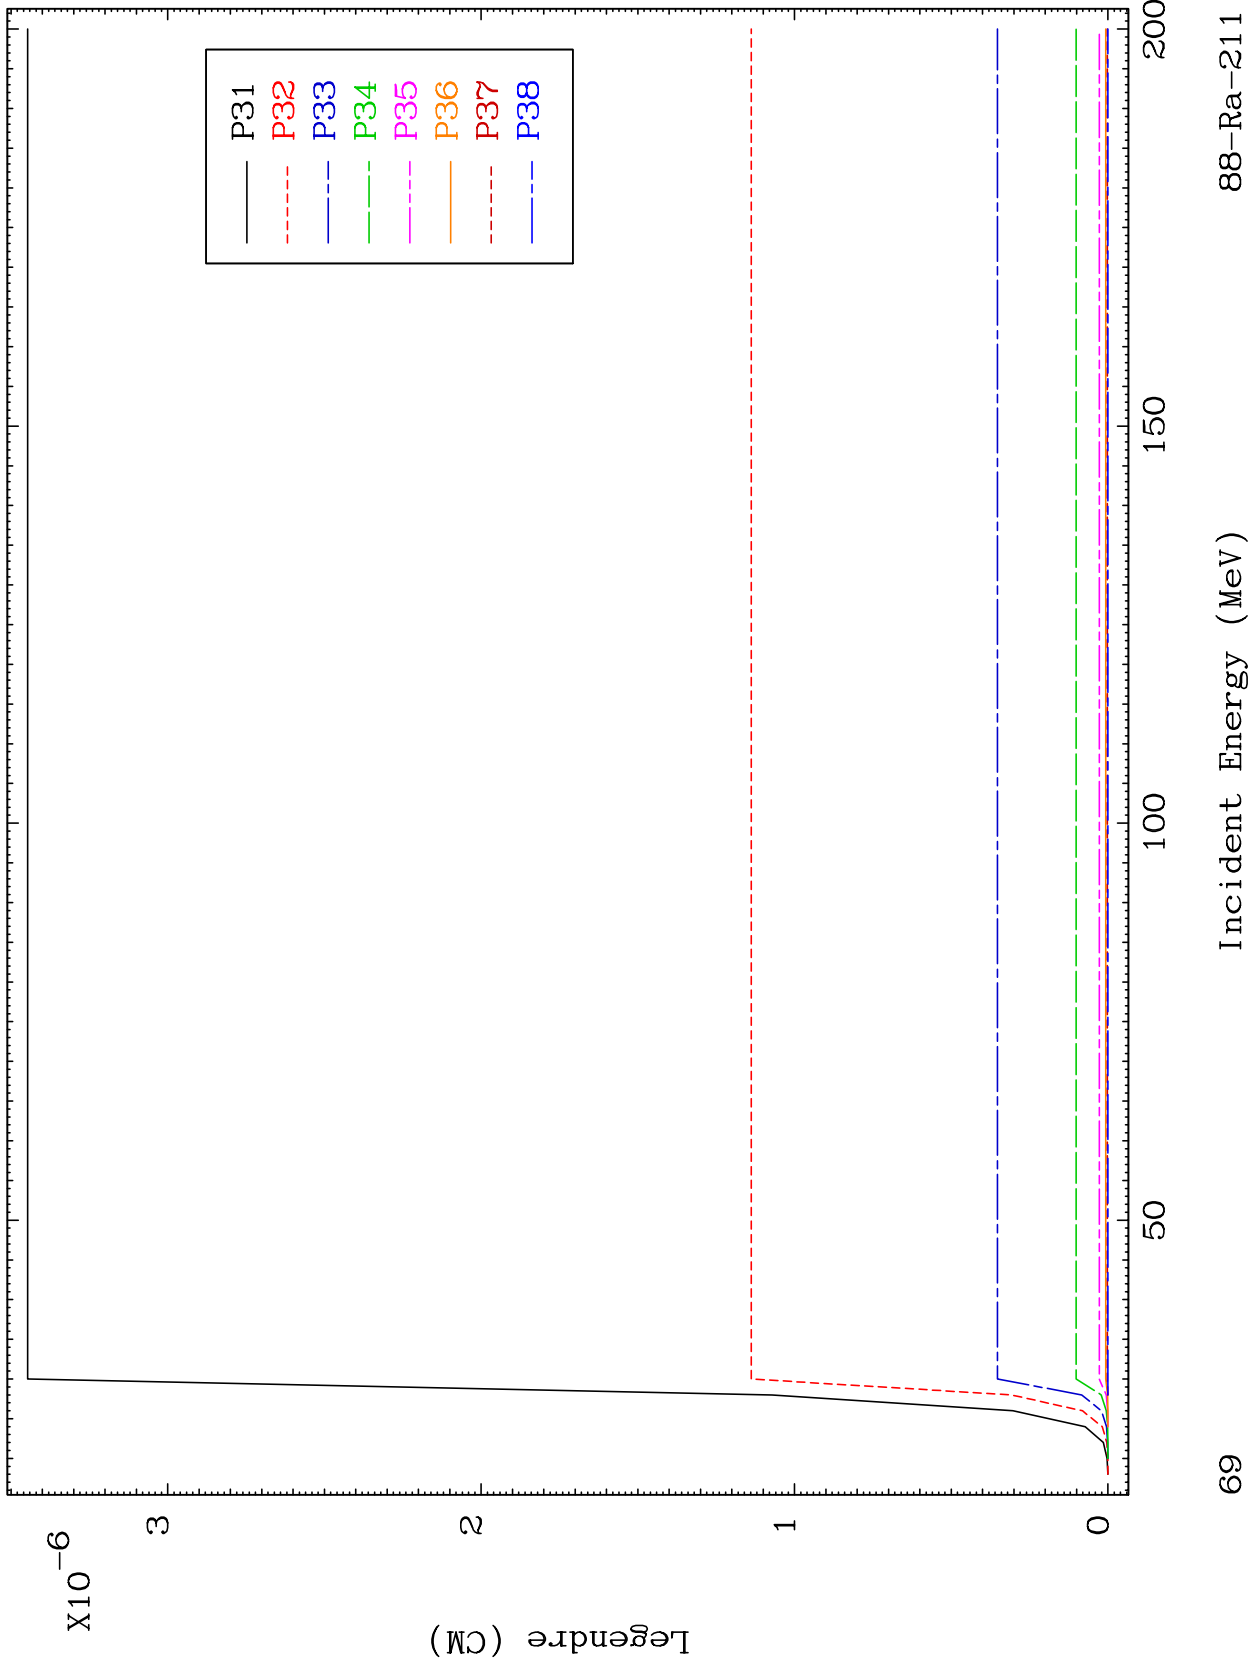 X10-6
3
2
1
0
Legendre (CM)
P31
P32
P33
P34
P35
P36
P37
P38
50
100
150
200
69
Incident Energy (MeV)
88-Ra-211